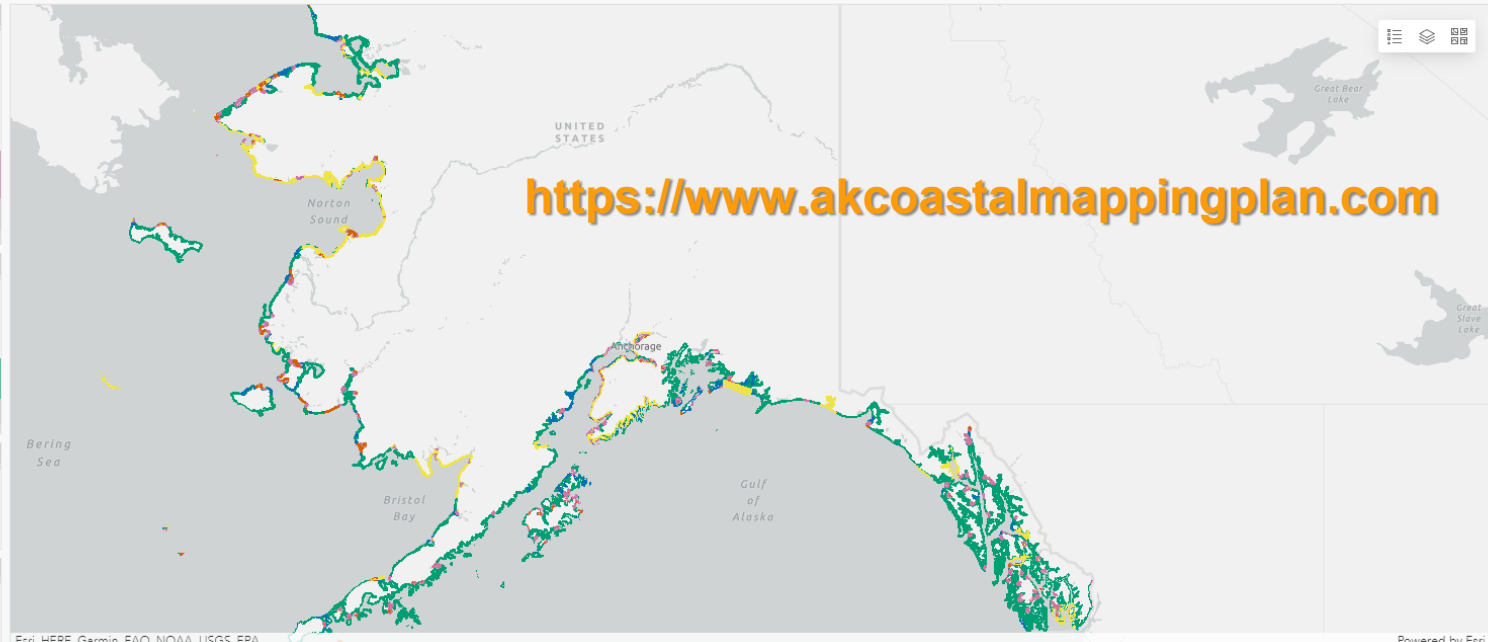 UNITED
STATES
Great Bear
Lake
https://www.akcoastalmappingplan.com
Norton
Sound
Great
Slave
Lake
Anchorage
Bering
Sea
Bristol
Bay
Gulf
of
Alaska
Esri, HERE, Garmin, FAO, NOAA, USGS, EPA
Powered by Esri